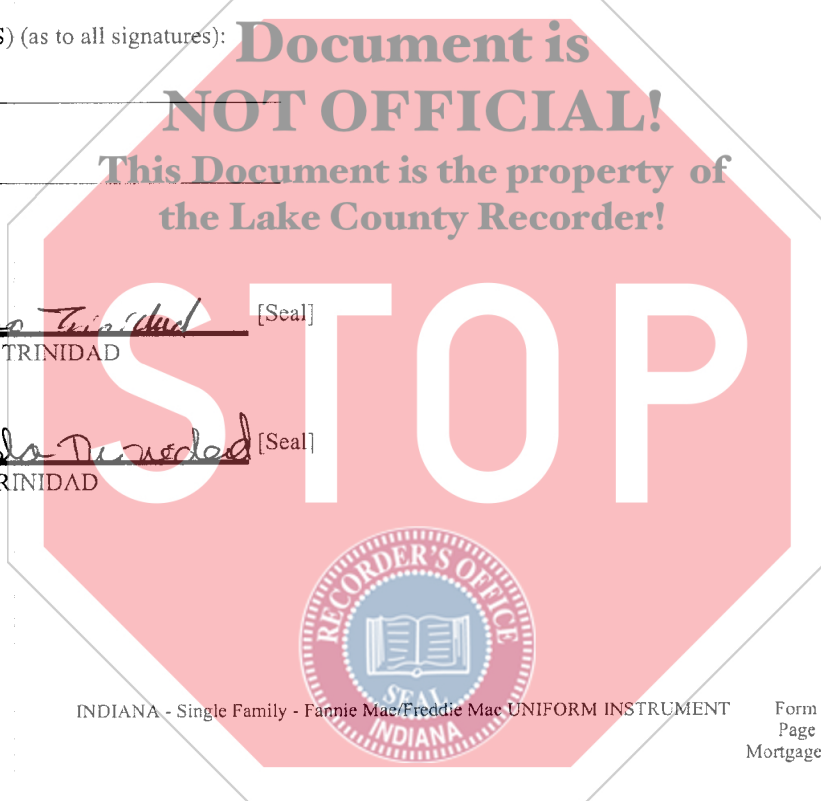 S) (as to all signatures):
Document is
NOT OFFICIAL!
This Document is the property of
the Lake County Recorder!
STOP
Trinidad [Seal]
TRINIDAD
Trinidad [Seal]
RINIDAD
RECORDER'S OFFICE
SEAL
INDIANA
INDIANA - Single Family - Fannie Mae/Freddie Mac UNIFORM INSTRUMENT
Form
Page
Mortgage